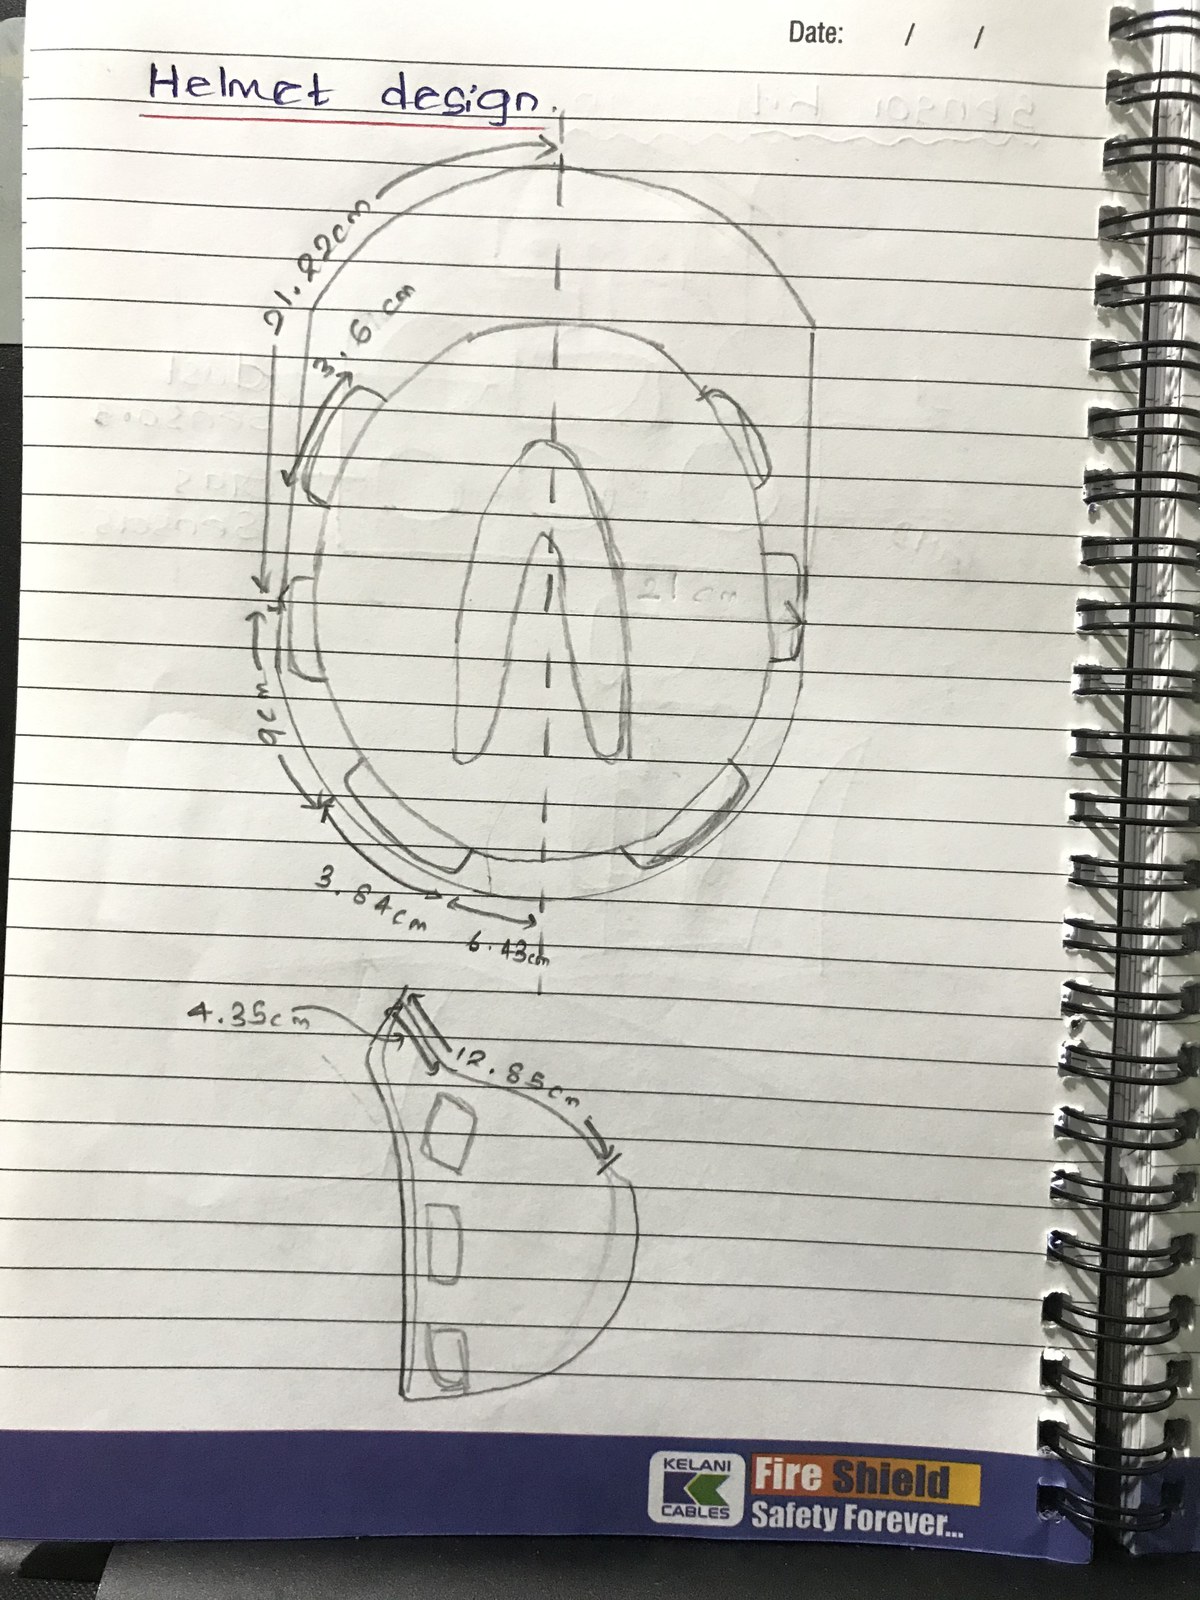 Date: / /
Helmet design.
21.22cm
3.6 cm
21 cm
9cm
3.84cm
6.43cm
4.35cm
12.85cm
KELANI
CABLES
Fire Shield
Safety Forever...